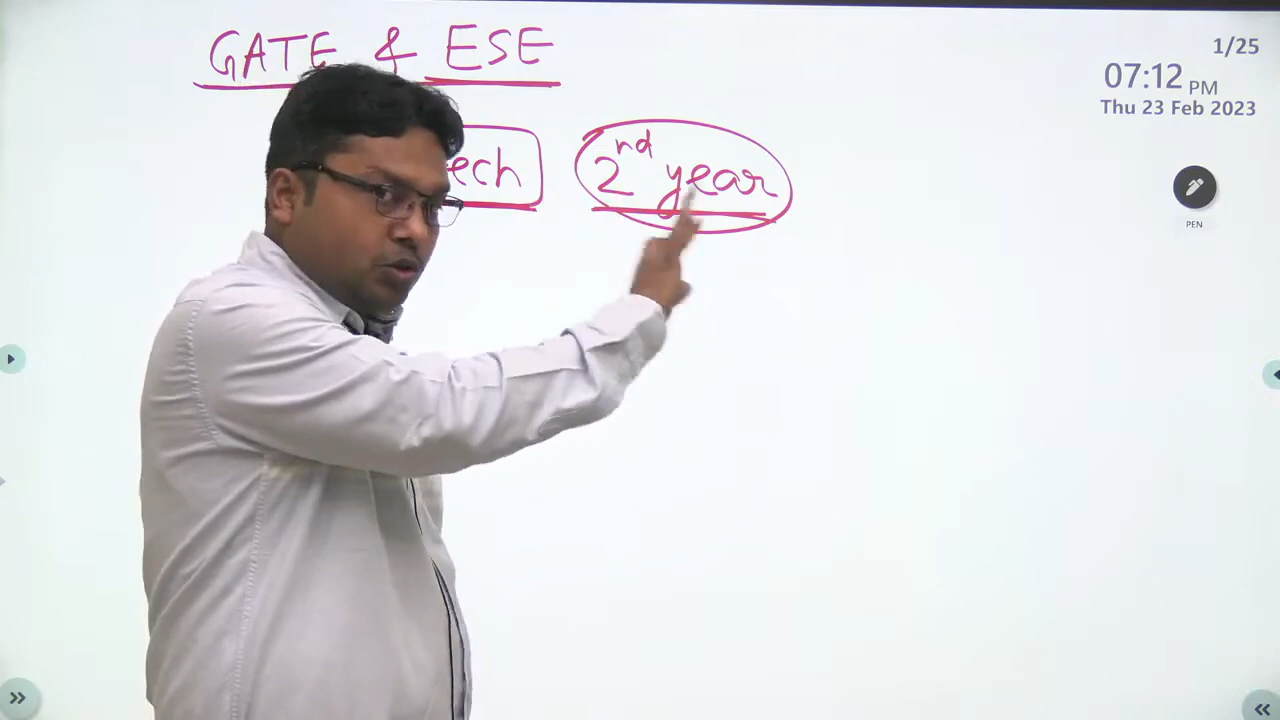 GATE & ESE
1/25
07:12 PM
Thu 23 Feb 2023
ech
2nd year
PEN